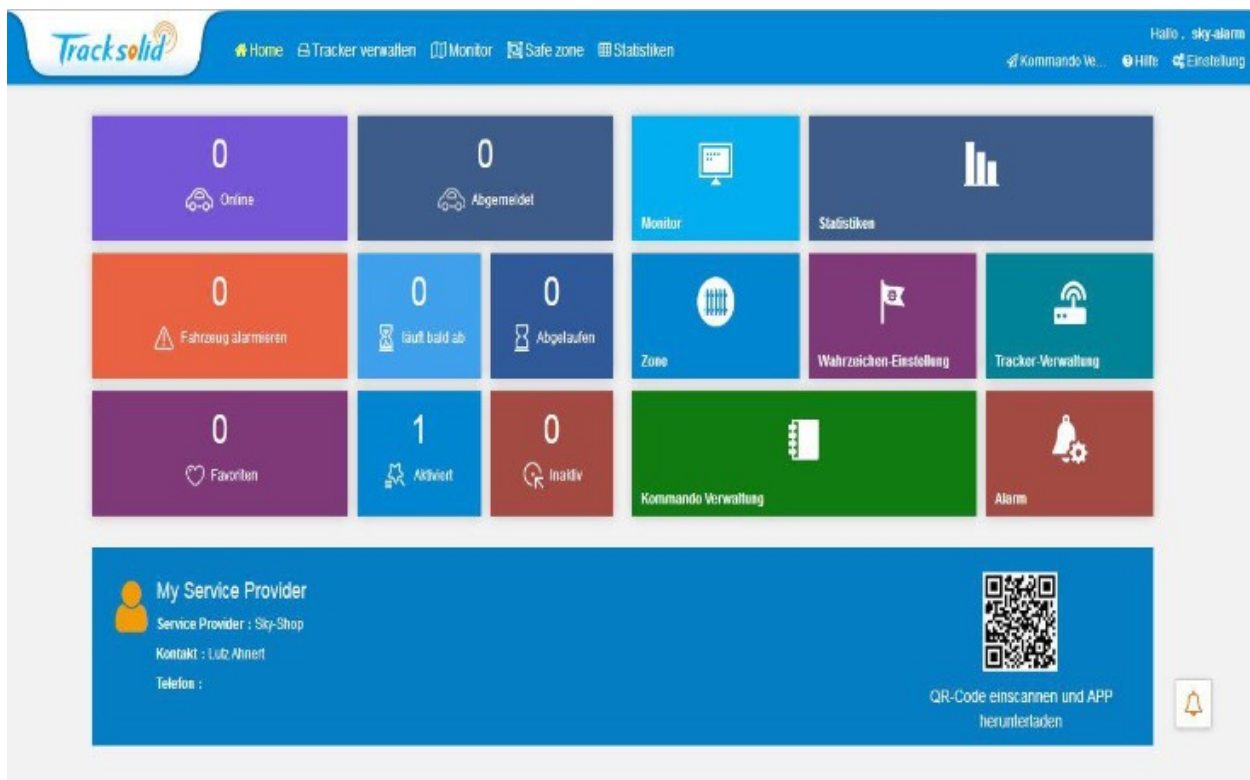 Tracksolid
Home Tracker verwalten Monitor Safe zone Statistiken
Hallo , sky-alarm
Kommando Ve... Hilfe Einstellung
0
Online
0
Abgemeldet
Monitor
Statistiken
0
Fahrzeug alarmieren
0
läuft bald ab
0
Abgelaufen
Zone
Wahrzeichen-Einstellung
Tracker-Verwaltung
0
Favoriten
1
Aktiviert
0
Inaktiv
Kommando Verwaltung
Alarm
My Service Provider
Service Provider : Sky-Shop
Kontakt : Lutz Ahnert
Telefon :
QR-Code einscannen und APP
herunterladen